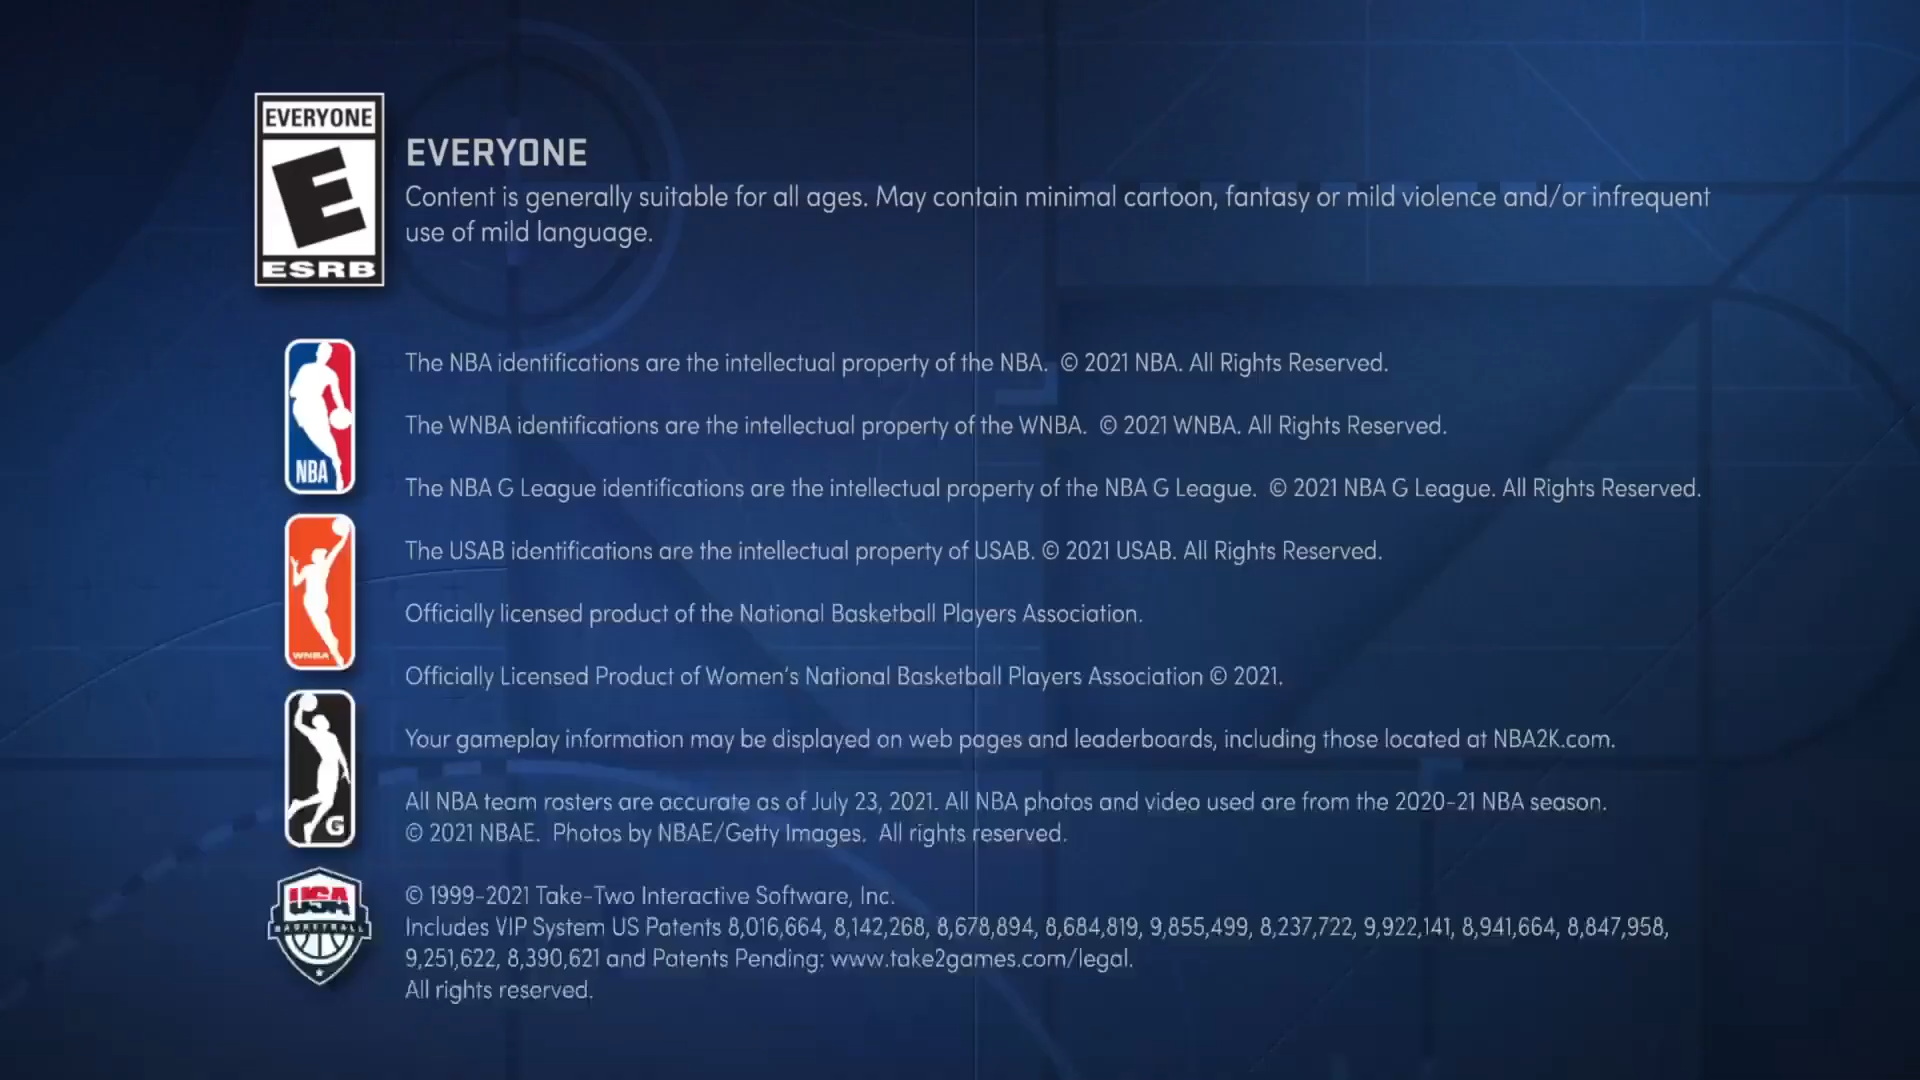 EVERYONE
E
ESRB
EVERYONE
Content is generally suitable for all ages. May contain minimal cartoon, fantasy or mild violence and/or infrequent
use of mild language.
NBA
The NBA identifications are the intellectual property of the NBA. © 2021 NBA. All Rights Reserved.
The WNBA identifications are the intellectual property of the WNBA. © 2021 WNBA. All Rights Reserved.
The NBA G League identifications are the intellectual property of the NBA G League. © 2021 NBA G League. All Rights Reserved.
WNBA
The USAB identifications are the intellectual property of USAB. © 2021 USAB. All Rights Reserved.
Officially licensed product of the National Basketball Players Association.
Officially Licensed Product of Women's National Basketball Players Association © 2021.
G
Your gameplay information may be displayed on web pages and leaderboards, including those located at NBA2K.com.
All NBA team rosters are accurate as of July 23, 2021. All NBA photos and video used are from the 2020-21 NBA season.
© 2021 NBAE. Photos by NBAE/Getty Images. All rights reserved.
USA
BASKETBALL
© 1999-2021 Take-Two Interactive Software, Inc.
Includes VIP System US Patents 8,016,664, 8,142,268, 8,678,894, 8,684,819, 9,855,499, 8,237,722, 9,922,141, 8,941,664, 8,847,958,
9,251,622, 8,390,621 and Patents Pending: www.take2games.com/legal.
All rights reserved.